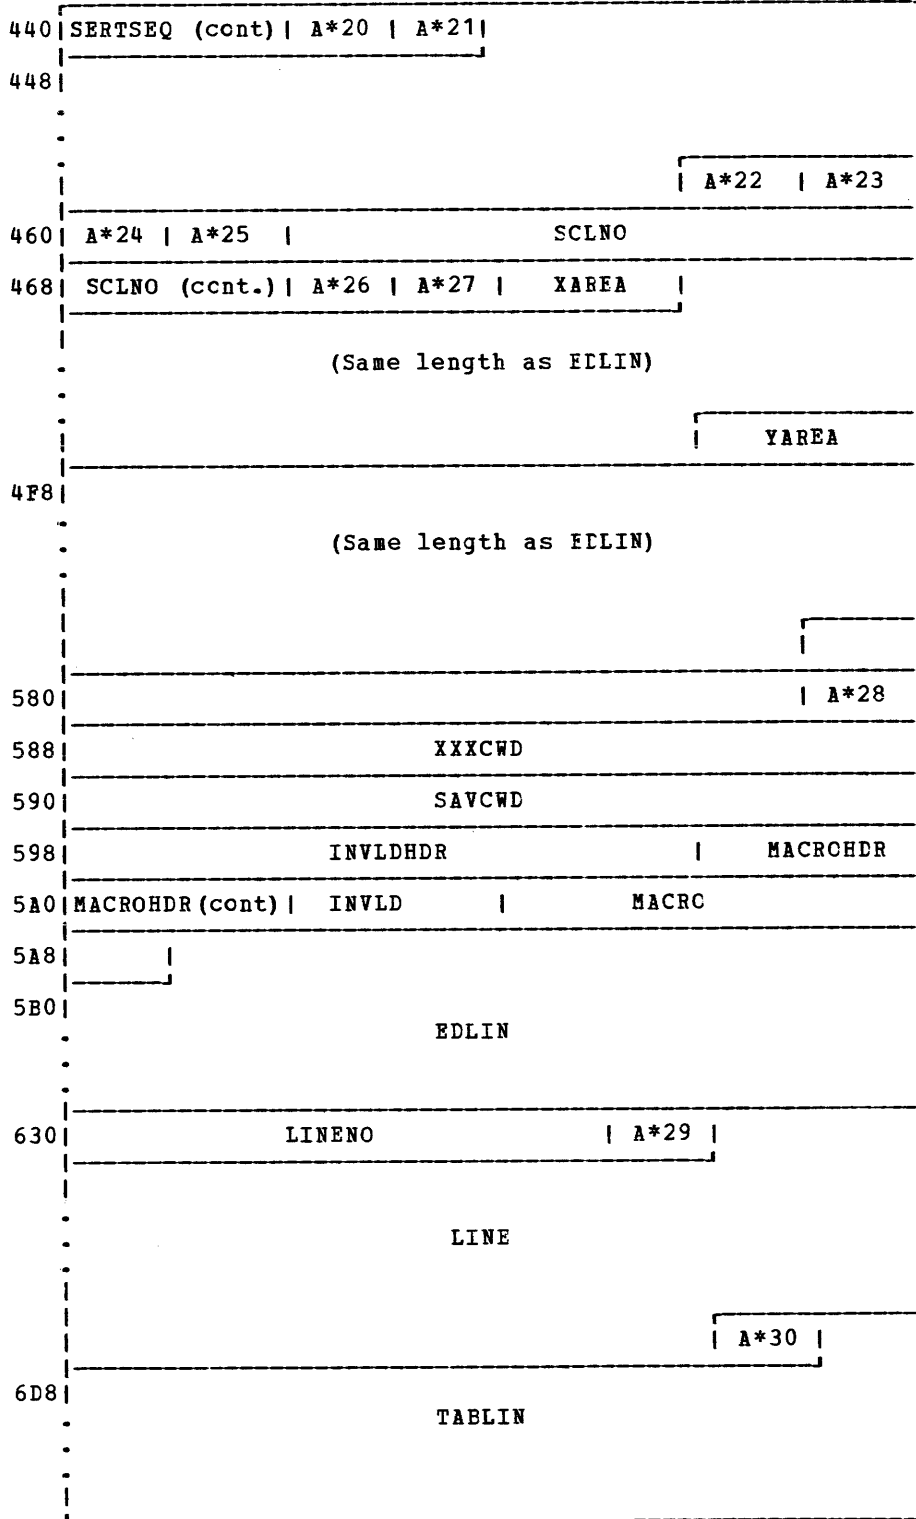 440|SERTSEQ (cont)| A*20 | A*21|
448|
| A*22 | A*23
460| A*24 | A*25 | SCLNO
468| SCLNO (cont.)| A*26 | A*27 | XAREA |
(Same length as EDLIN)
| YAREA
4F8|
(Same length as EDLIN)
580| | A*28
588| XXXCWD
590| SAVCWD
598| INVLDHDR | MACROHDR
5A0|MACROHDR(cont)| INVLD | MACRO
5A8| |
5B0|
EDLIN
630| LINENO | A*29 |
LINE
| A*30 |
6D8|
TABLIN